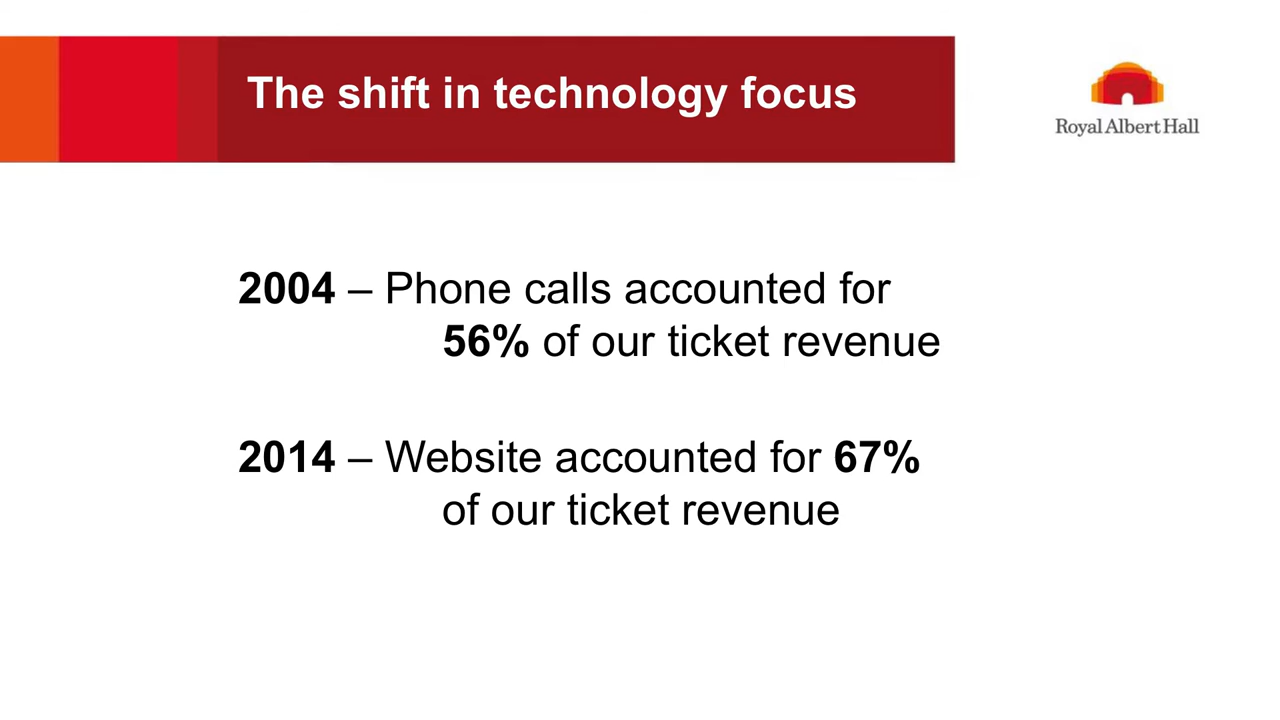 The shift in technology focus
Royal Albert Hall
2004 – Phone calls accounted for
56% of our ticket revenue
2014 – Website accounted for 67%
of our ticket revenue